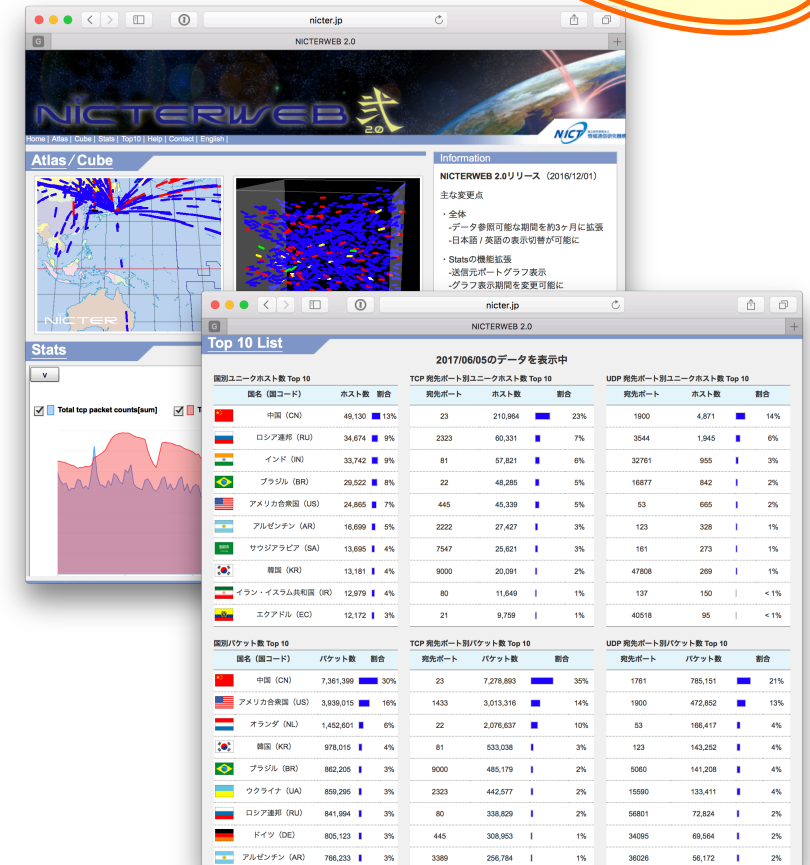 nicter.jp
G
NICTERWEB 2.0
NICTERWEB 弐 2.0
NICT
Home | Atlas | Cube | Stats | Top10 | Help | Contact | English |
Atlas/Cube
NICTER
Information
NICTERWEB 2.0リリース（2016/12/01）
主な変更点
・全体
-データ参照可能な期間を約3ヶ月に拡張
-日本語 / 英語の表示切替が可能に
・Statsの機能拡張
-送信元ポートグラフ表示
-グラフ表示期間を変更可能に
Stats
v
Total tcp packet counts[sum]
nicter.jp
G
NICTERWEB 2.0
Top 10 List
2017/06/05のデータを表示中
国別ユニークホスト数 Top 10
国名（国コード） ホスト数 割合
中国（CN） 49,130 13%
ロシア連邦（RU） 34,674 9%
インド（IN） 33,742 9%
ブラジル（BR） 29,522 8%
アメリカ合衆国（US） 24,865 7%
アルゼンチン（AR） 16,699 5%
サウジアラビア（SA） 13,695 4%
韓国（KR） 13,181 4%
イラン・イスラム共和国（IR） 12,979 4%
エクアドル（EC） 12,172 3%
TCP 宛先ポート別ユニークホスト数 Top 10
宛先ポート ホスト数 割合
23 210,964 23%
2323 60,331 7%
81 57,821 6%
22 48,285 5%
445 45,339 5%
2222 27,427 3%
7547 25,621 3%
9000 20,091 2%
80 11,649 1%
21 9,759 1%
UDP 宛先ポート別ユニークホスト数 Top 10
宛先ポート ホスト数 割合
1900 4,871 14%
3544 1,945 6%
32761 955 3%
16877 842 2%
53 665 2%
123 328 1%
161 273 1%
47808 269 1%
137 150 < 1%
40518 95 < 1%
国別パケット数 Top 10
国名（国コード） パケット数 割合
中国（CN） 7,361,399 30%
アメリカ合衆国（US） 3,939,015 16%
オランダ（NL） 1,452,601 6%
韓国（KR） 978,015 4%
ブラジル（BR） 862,205 3%
ウクライナ（UA） 859,295 3%
ロシア連邦（RU） 841,994 3%
ドイツ（DE） 805,123 3%
アルゼンチン（AR） 766,233 3%
TCP 宛先ポート別パケット数 Top 10
宛先ポート パケット数 割合
23 7,278,893 35%
1433 3,013,316 14%
22 2,076,637 10%
81 533,038 3%
9000 485,179 2%
2323 442,577 2%
80 338,829 2%
445 308,953 1%
3389 256,784 1%
UDP 宛先ポート別パケット数 Top 10
宛先ポート パケット数 割合
1761 785,151 21%
1900 472,852 13%
53 166,417 4%
123 143,252 4%
5060 141,208 4%
15590 133,411 4%
56801 72,824 2%
34095 69,564 2%
36026 56,172 2%